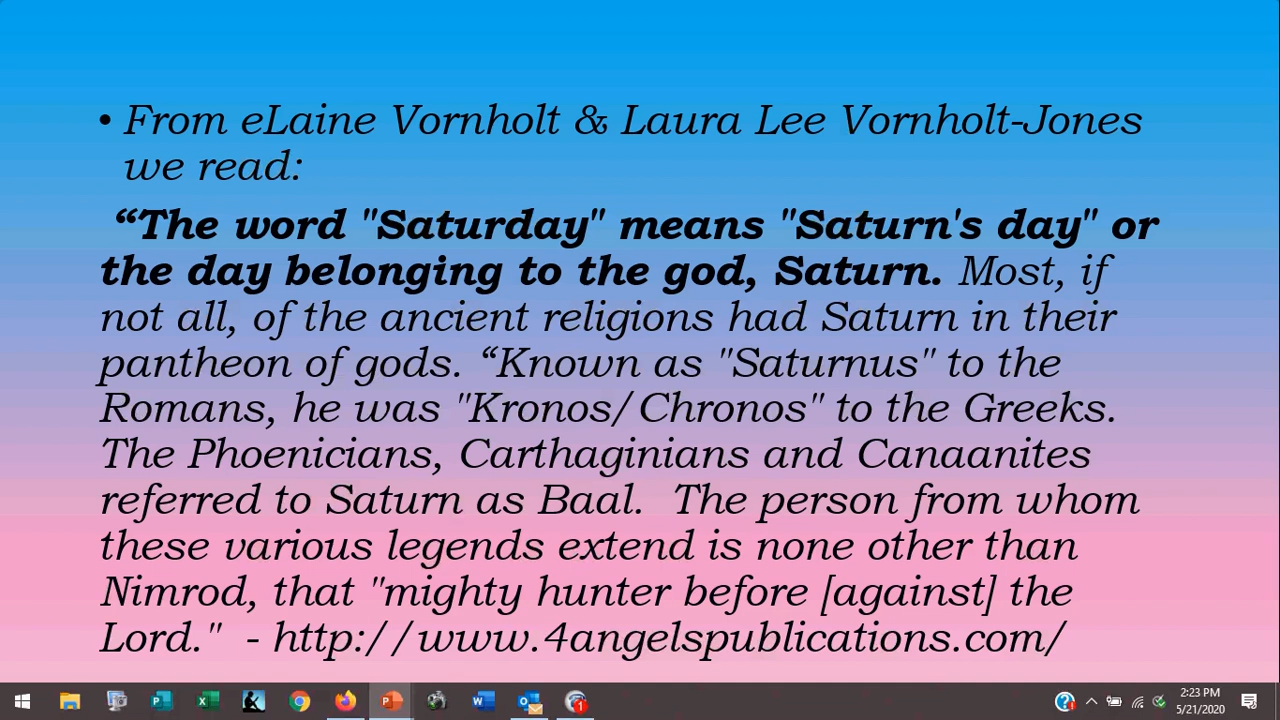 • From eLaine Vornholt & Laura Lee Vornholt-Jones
we read:
“The word "Saturday" means "Saturn's day" or
the day belonging to the god, Saturn. Most, if
not all, of the ancient religions had Saturn in their
pantheon of gods. “Known as "Saturnus" to the
Romans, he was "Kronos/Chronos" to the Greeks.
The Phoenicians, Carthaginians and Canaanites
referred to Saturn as Baal.  The person from whom
these various legends extend is none other than
Nimrod, that "mighty hunter before [against] the
Lord."  - http://www.4angelspublications.com/
2:23 PM
5/21/2020